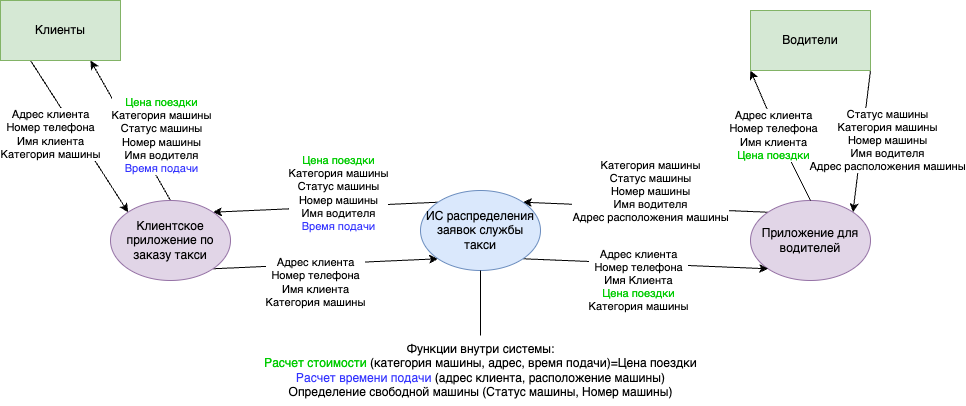 Клиенты
Водители
Адрес клиента
Номер телефона
Имя клиента
Категория машины
Цена поездки
Категория машины
Статус машины
Номер машины
Имя водителя
Время подачи
Цена поездки
Категория машины
Статус машины
Номер машины
Имя водителя
Время подачи
Категория машины
Статус машины
Номер машины
Имя водителя
Адрес расположения машины
Адрес клиента
Номер телефона
Имя клиента
Цена поездки
Статус машины
Категория машины
Номер машины
Имя водителя
Адрес расположения машины
Клиентское
приложение по
заказу такси
ИС распределения
заявок службы
такси
Приложение для
водителей
Адрес клиента
Номер телефона
Имя клиента
Категория машины
Адрес клиента
Номер телефона
Имя Клиента
Цена поездки
Категория машины
Функции внутри системы:
Расчет стоимости (категория машины, адрес, время подачи)=Цена поездки
Расчет времени подачи (адрес клиента, расположение машины)
Определение свободной машины (Статус машины, Номер машины)